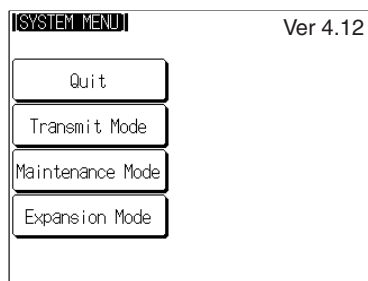 [SYSTEM MENU]
Ver 4.12
Quit
Transmit Mode
Maintenance Mode
Expansion Mode